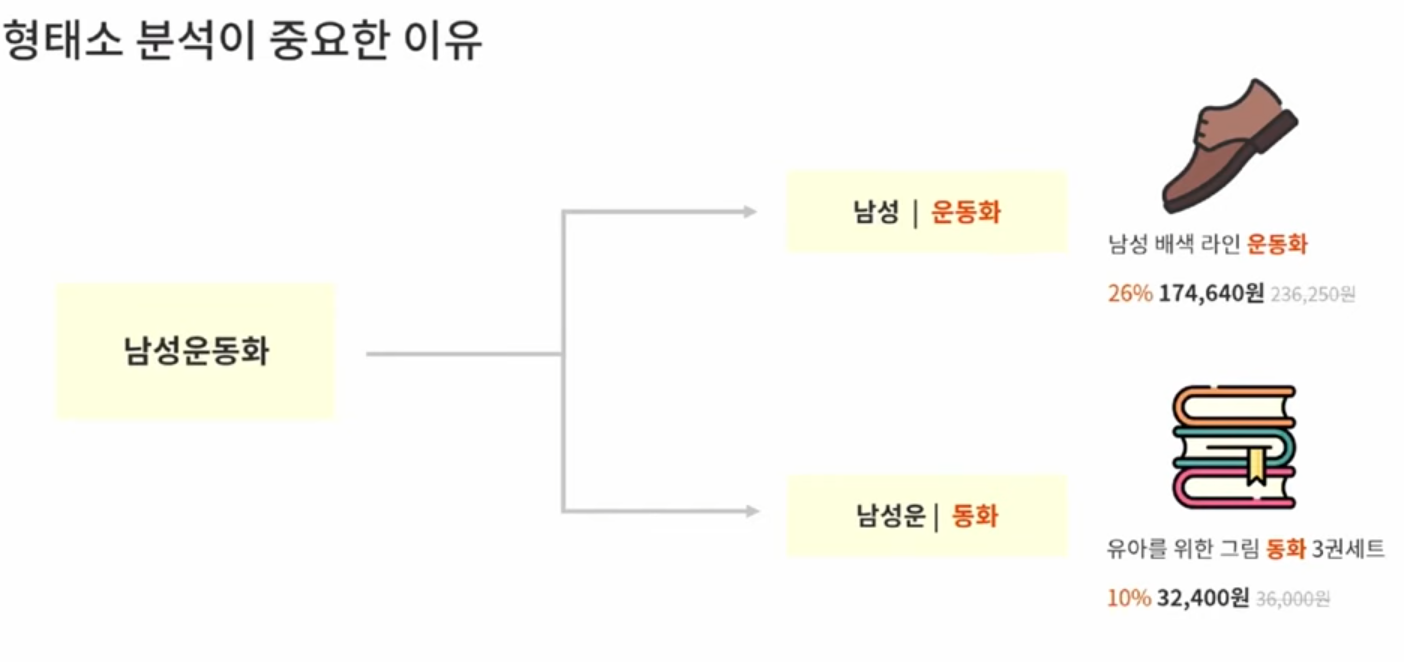 형태소 분석이 중요한 이유
남성운동화
남성 | 운동화
남성 배색 라인 운동화
26% 174,640원 236,250원
남성운 | 동화
유아를 위한 그림 동화 3권세트
10% 32,400원 36,000원